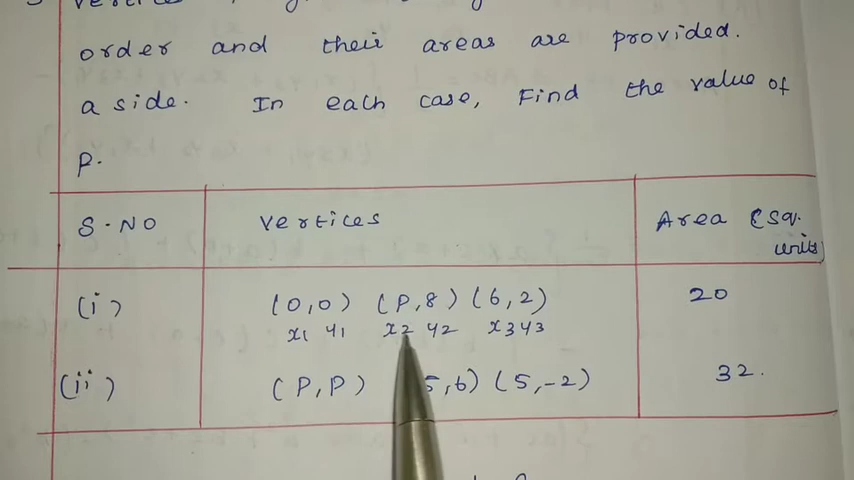 order and their areas are provided.
a side. In each case, Find the value of
P.
S.NO Vertices Area (sq. units)
(i) (0,0) (P,8) (6,2) 20
x1 y1 x2 y2 x3 y3
(ii) (P,P) 5,6) (5,-2) 32.